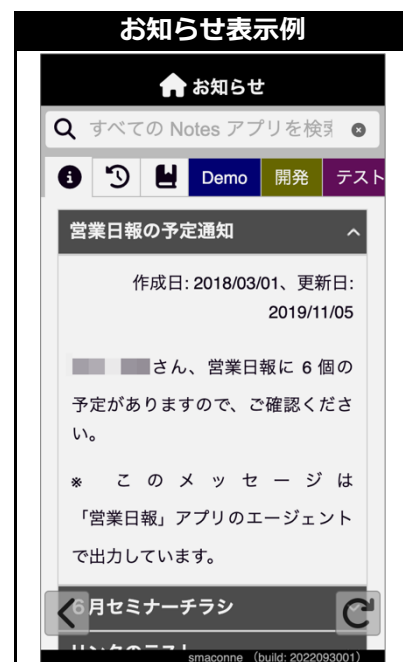 お知らせ表示例
お知らせ
すべての Notes アプリを検索
Demo 開発 テスト
営業日報の予定通知
作成日: 2018/03/01、更新日:
2019/11/05
さん、営業日報に 6 個の
予定がありますので、ご確認くださ
い。
※ このメッセージは
「営業日報」アプリのエージェント
で出力しています。
6月セミナーチラシ
リンクのテスト
smaconne （build: 2022093001）